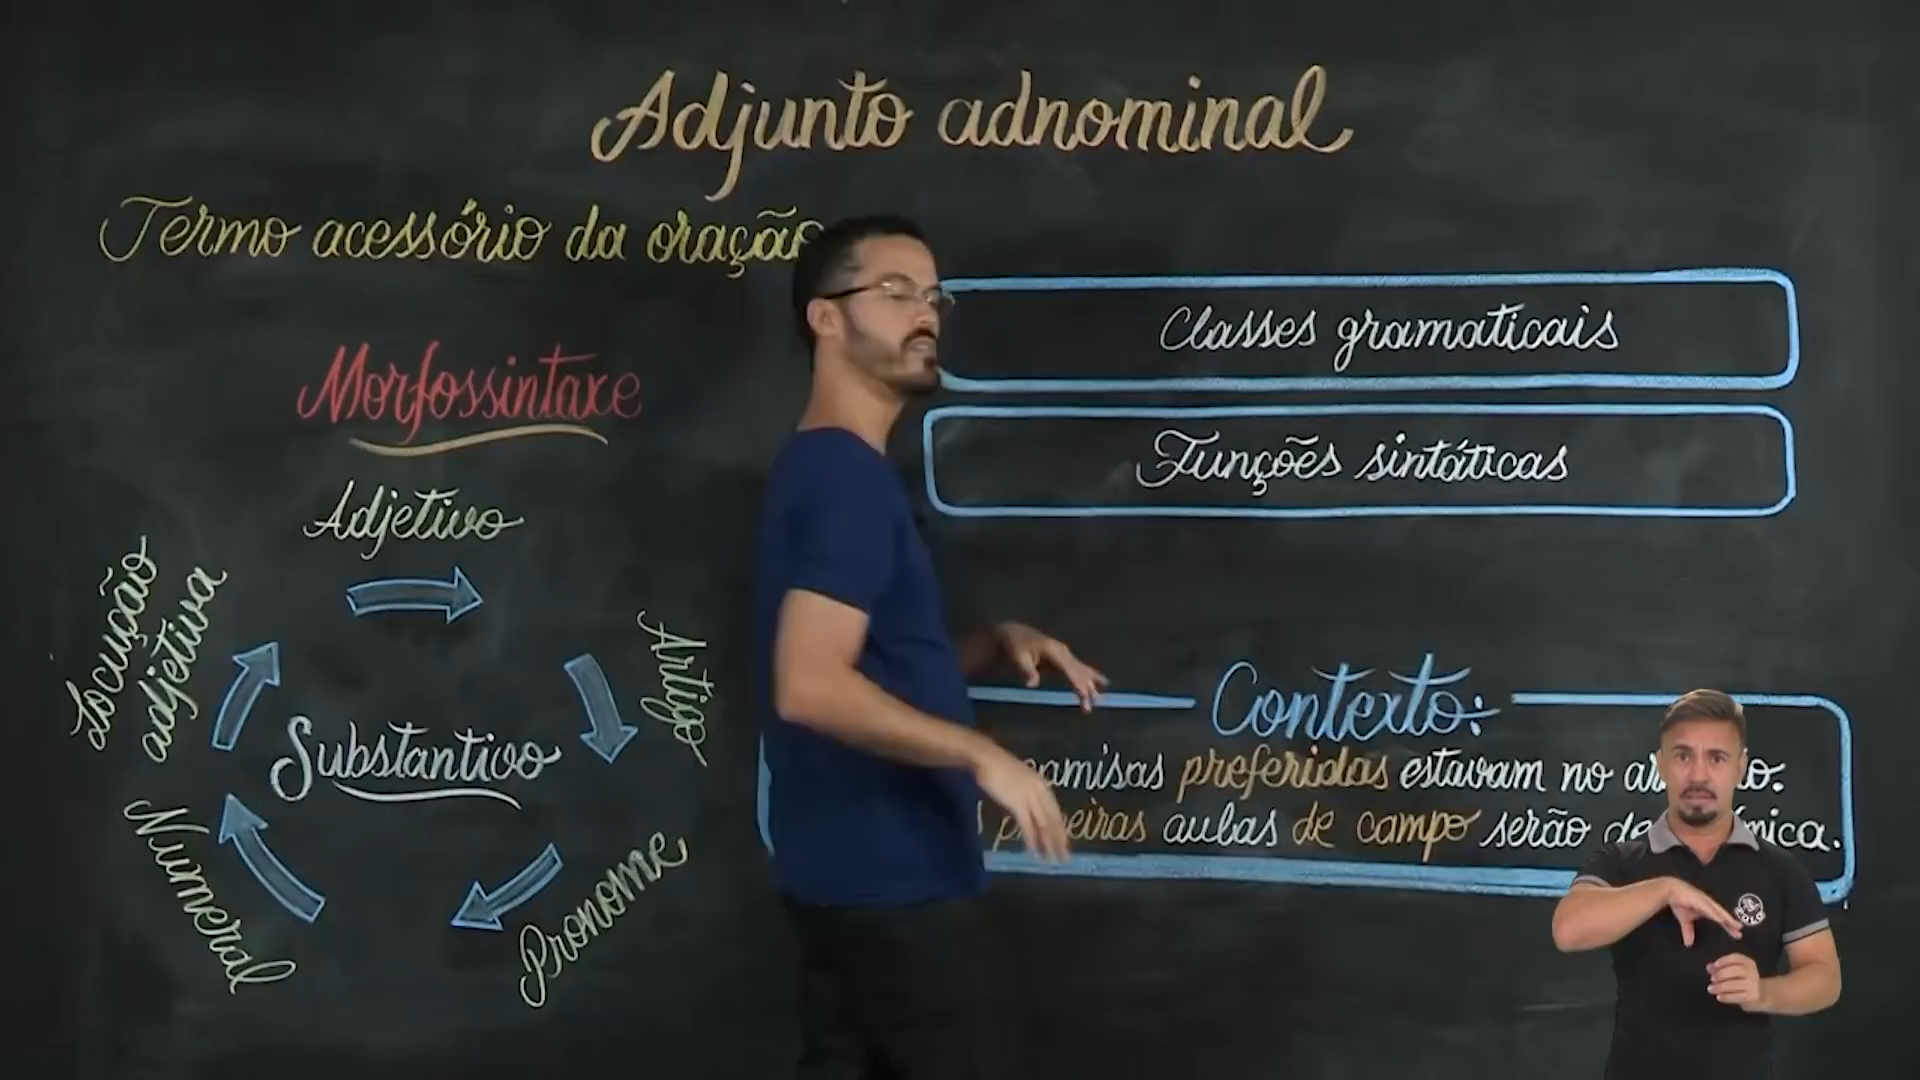 Adjunto adnominal
Termo acessório da oração
Morfossintaxe
Adjetivo
Artigo
Pronome
Numeral
Locução
adjetiva
Substantivo
Classes gramaticais
Funções sintáticas
Contexto:
camisas preferidas estavam no
aulas de campo serão
POLO